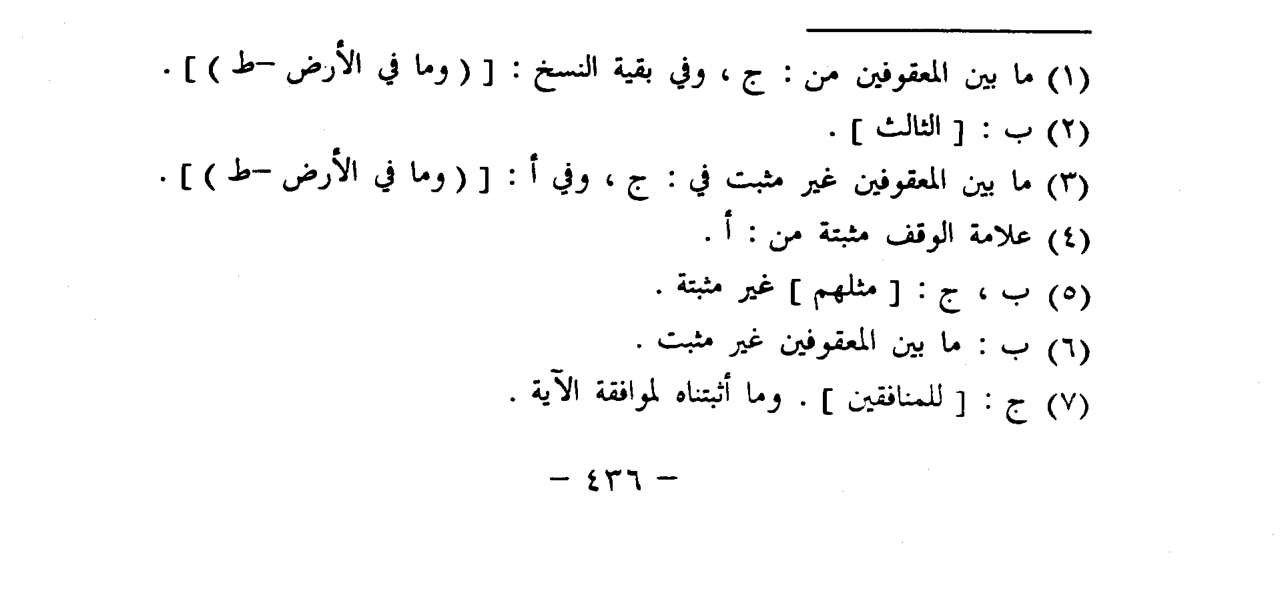 (١) ما بين المعقوفين من : ج ، وفي بقية النسخ : [ ( وما في الأرض –ط ) ] .
(٢) ب : [ الثالث ] .
(٣) ما بين المعقوفين غير مثبت في : ج ، وفي أ : [ ( وما في الأرض –ط ) ] .
(٤) علامة الوقف مثبتة من : أ .
(٥) ب ، ج : [ مثلهم ] غير مثبتة .
(٦) ب : ما بين المعقوفين غير مثبت .
(٧) ج : [ للمنافقين ] . وما أثبتناه لموافقة الآية .
– ٤٣٦ –